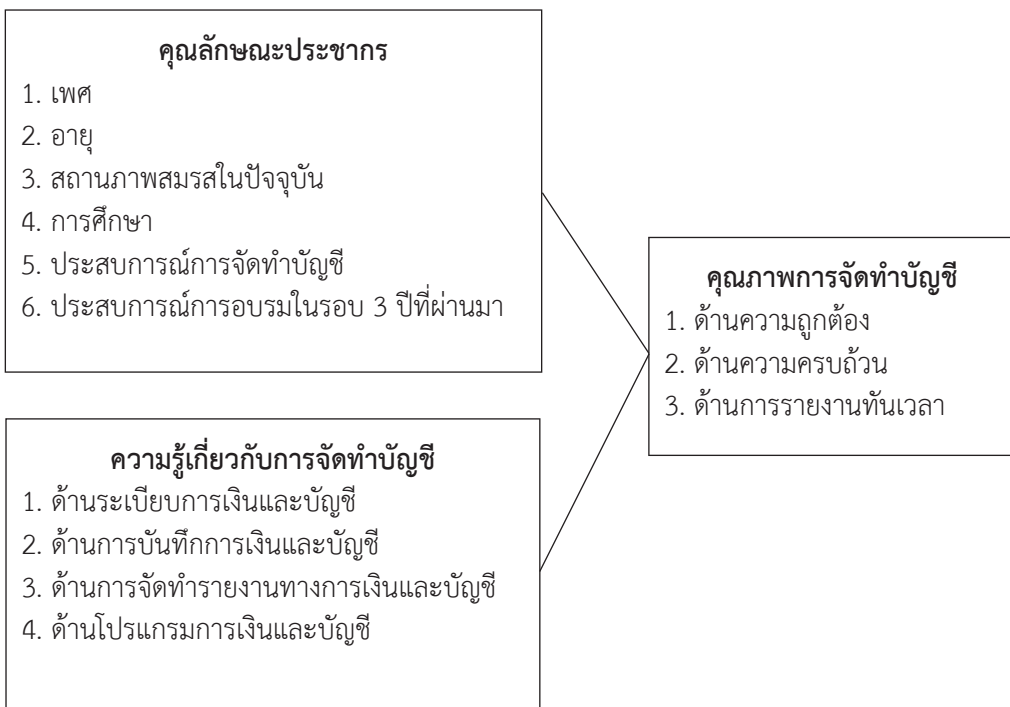 คุณลักษณะประชากร
1. เพศ
2. อายุ
3. สถานภาพสมรสในปัจจุบัน
4. การศึกษา
5. ประสบการณ์การจัดทำบัญชี
6. ประสบการณ์การอบรมในรอบ 3 ปีที่ผ่านมา
ความรู้เกี่ยวกับการจัดทำบัญชี
1. ด้านระเบียบการเงินและบัญชี
2. ด้านการบันทึกการเงินและบัญชี
3. ด้านการจัดทำรายงานทางการเงินและบัญชี
4. ด้านโปรแกรมการเงินและบัญชี
คุณภาพการจัดทำบัญชี
1. ด้านความถูกต้อง
2. ด้านความครบถ้วน
3. ด้านการรายงานทันเวลา